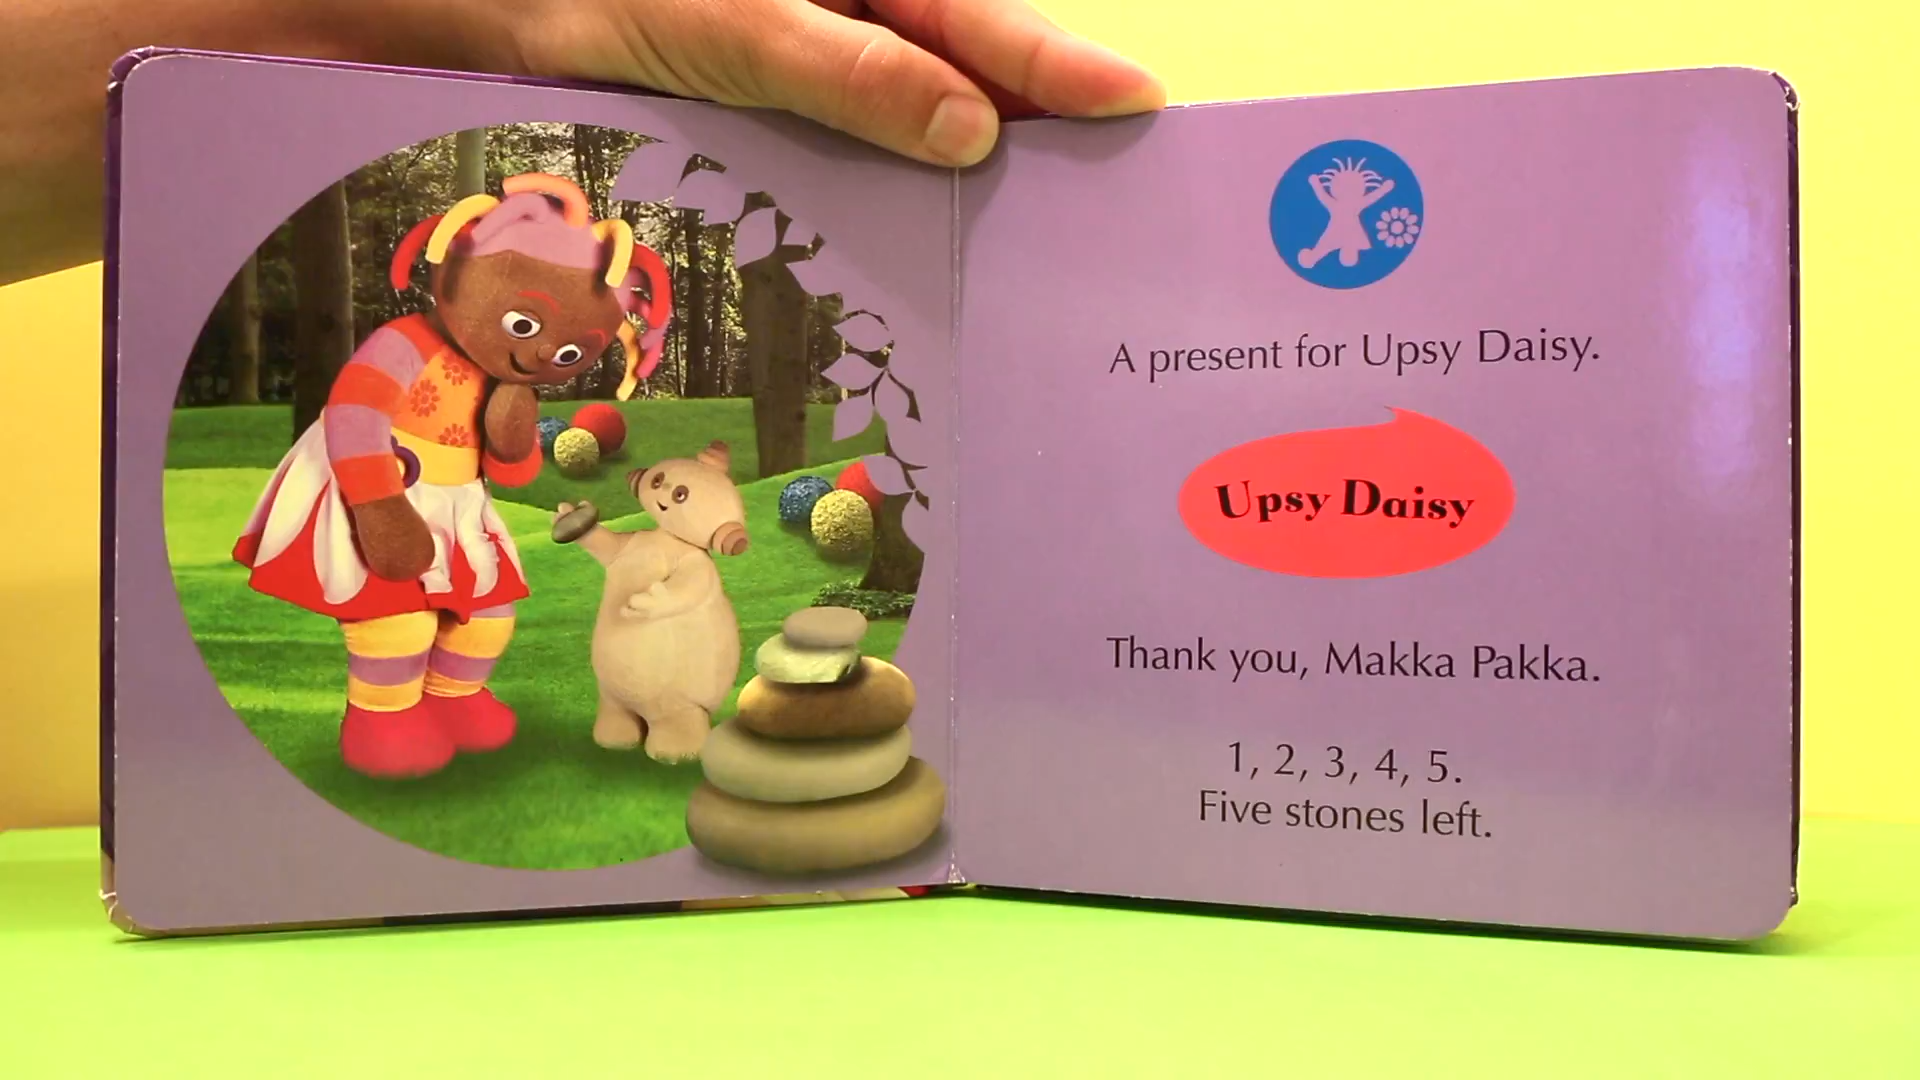 A present for Upsy Daisy.
Upsy Daisy
Thank you, Makka Pakka.
1, 2, 3, 4, 5.
Five stones left.